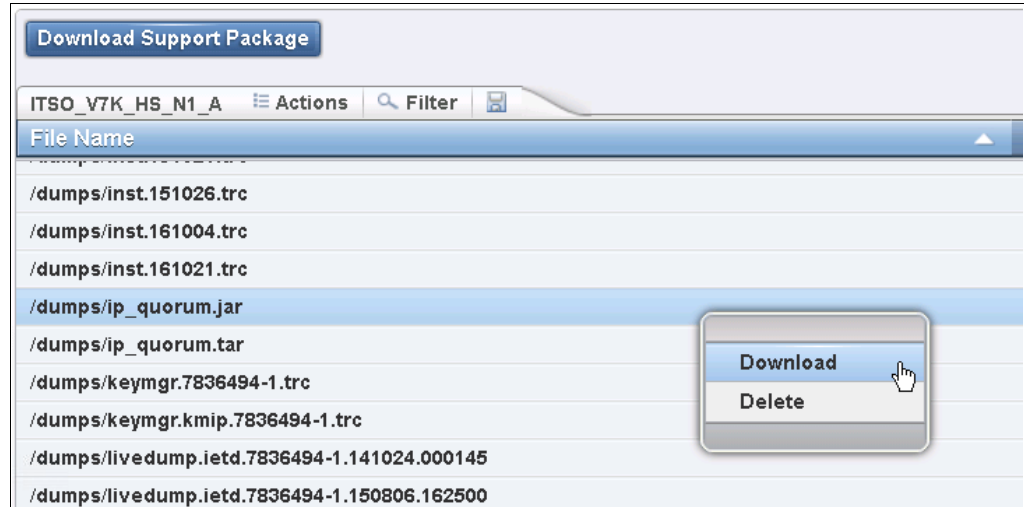 Download Support Package
ITSO_V7K_HS_N1_A Actions Filter
File Name
/dumps/inst.151026.trc
/dumps/inst.161004.trc
/dumps/inst.161021.trc
/dumps/ip_quorum.jar
/dumps/ip_quorum.tar
Download
/dumps/keymgr.7836494-1.trc
Delete
/dumps/keymgr.kmip.7836494-1.trc
/dumps/livedump.ietd.7836494-1.141024.000145
/dumps/livedump.ietd.7836494-1.150806.162500